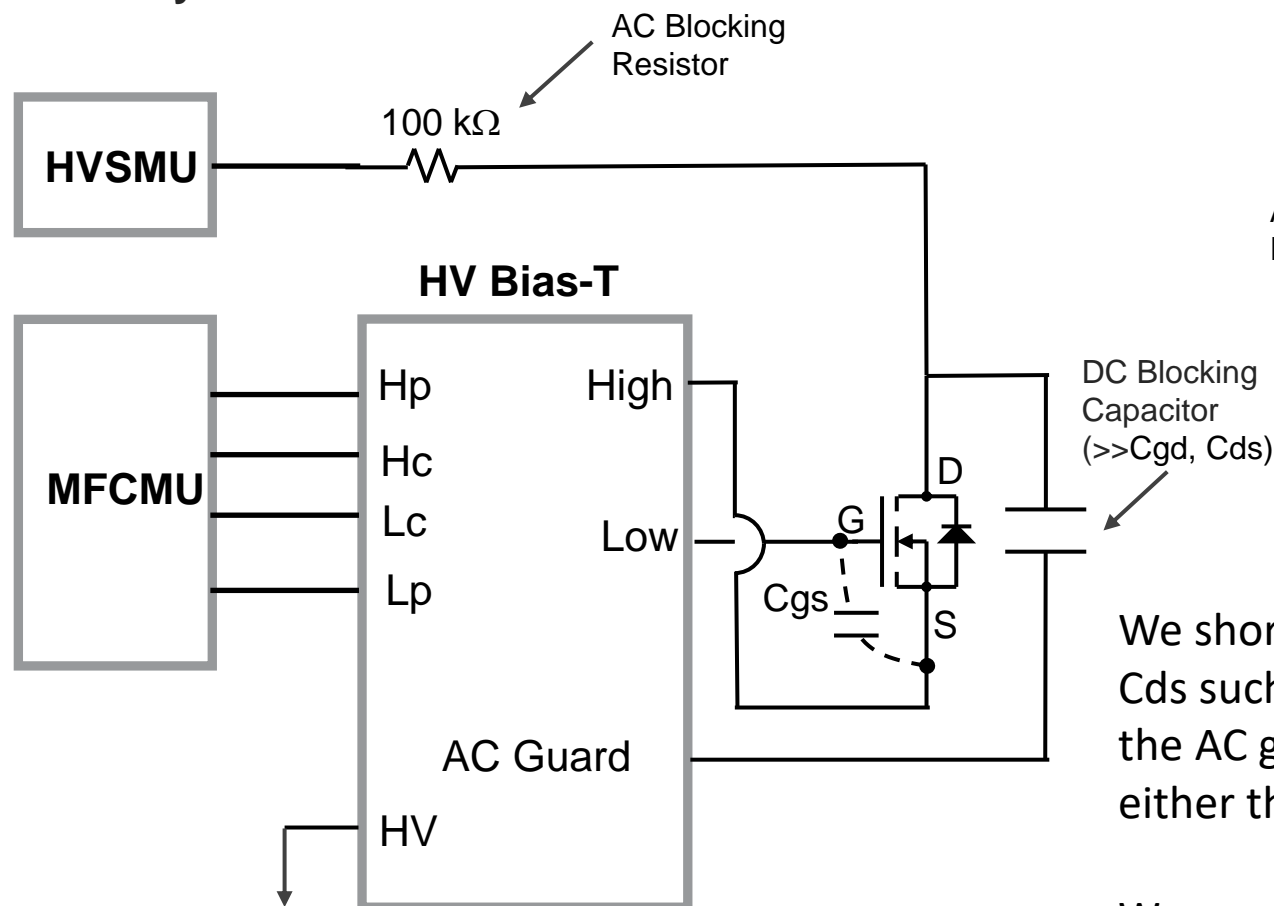 AC Blocking
Resistor
100 kΩ
HVSMU
HV Bias-T
MFCMU
Hp
Hc
Lc
Lp
High
Low
AC Guard
HV
G
D
S
Cgs
DC Blocking
Capacitor
(>>Cgd, Cds)
We shor
Cds such
the AC g
either th